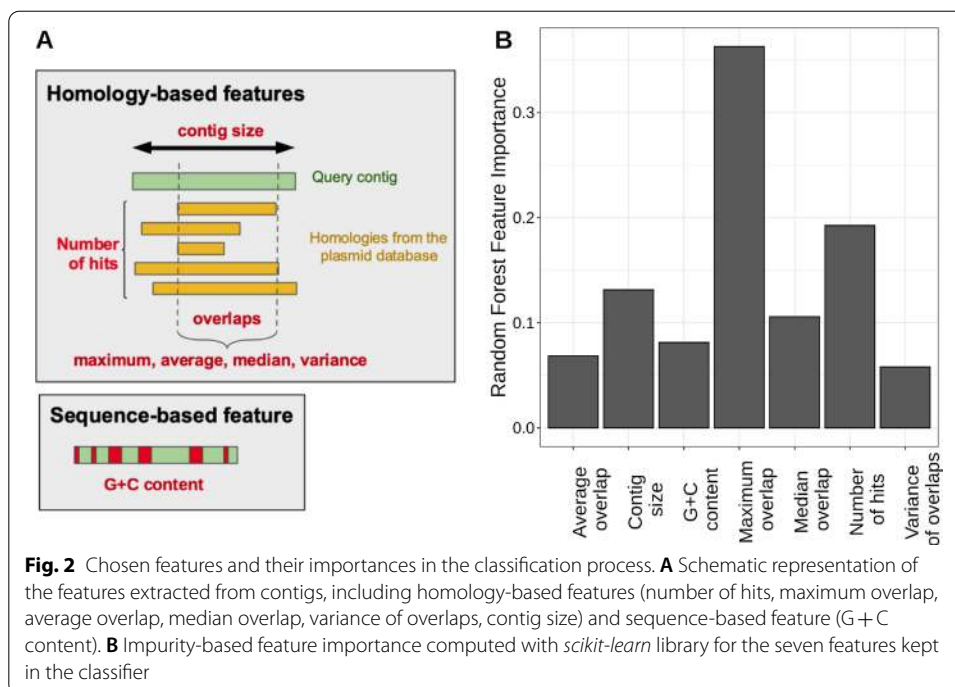 A
Homology-based features
contig size
Query contig
Number
of hits
Homologies from the
plasmid database
overlaps
maximum, average, median, variance
Sequence-based feature
G+C content
B
Random Forest Feature Importance
0.3
0.2
0.1
0.0
Average
overlap
Contig
size
G+C
content
Maximum
overlap
Median
overlap
Number
of hits
Variance
of overlaps
Fig. 2 Chosen features and their importances in the classification process. A Schematic representation of
the features extracted from contigs, including homology-based features (number of hits, maximum overlap,
average overlap, median overlap, variance of overlaps, contig size) and sequence-based feature (G+C
content). B Impurity-based feature importance computed with scikit-learn library for the seven features kept
in the classifier